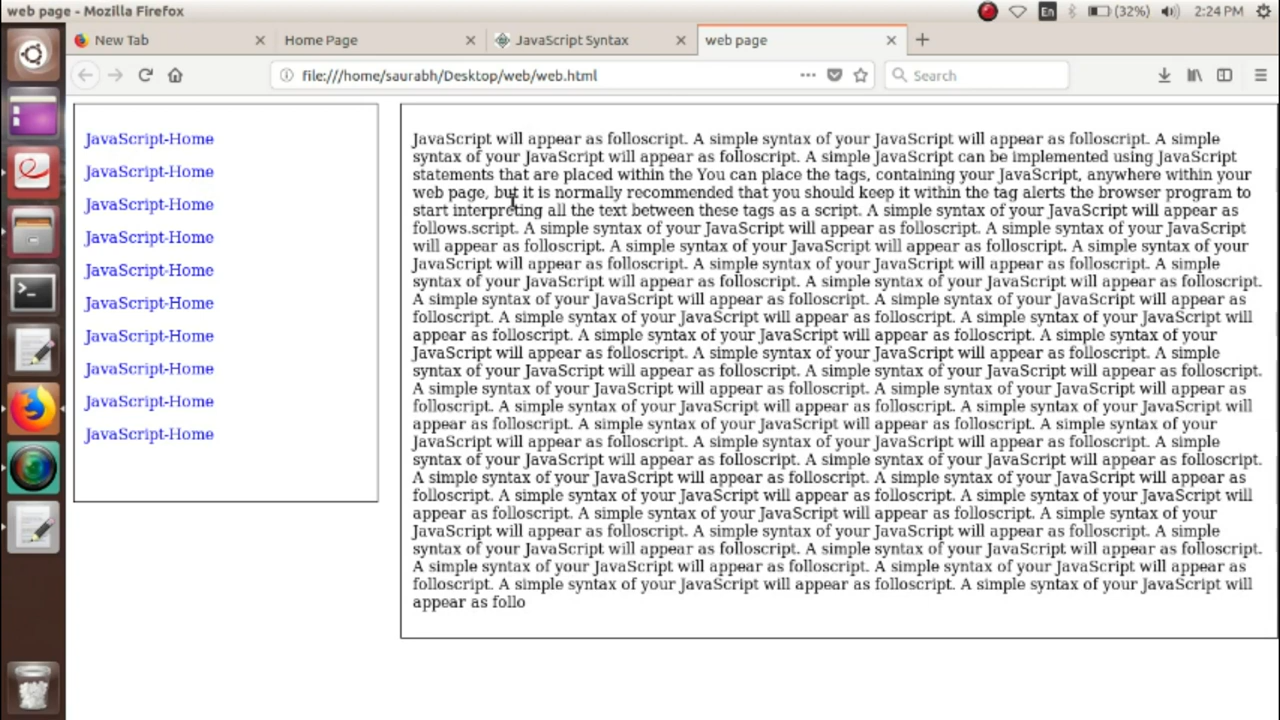 web page - Mozilla Firefox
En
(32%)
2:24 PM
New Tab
Home Page
JavaScript Syntax
web page
file:///home/saurabh/Desktop/web/web.html
Search
JavaScript-Home
JavaScript-Home
JavaScript-Home
JavaScript-Home
JavaScript-Home
JavaScript-Home
JavaScript-Home
JavaScript-Home
JavaScript-Home
JavaScript-Home
JavaScript will appear as folloscript. A simple syntax of your JavaScript will appear as folloscript. A simple
syntax of your JavaScript will appear as folloscript. A simple JavaScript can be implemented using JavaScript
statements that are placed within the You can place the tags, containing your JavaScript, anywhere within your
web page, but it is normally recommended that you should keep it within the tag alerts the browser program to
start interpreting all the text between these tags as a script. A simple syntax of your JavaScript will appear as
follows.script. A simple syntax of your JavaScript will appear as folloscript. A simple syntax of your JavaScript
will appear as folloscript. A simple syntax of your JavaScript will appear as folloscript. A simple syntax of your
JavaScript will appear as folloscript. A simple syntax of your JavaScript will appear as folloscript. A simple
syntax of your JavaScript will appear as folloscript. A simple syntax of your JavaScript will appear as folloscript.
A simple syntax of your JavaScript will appear as folloscript. A simple syntax of your JavaScript will appear as
folloscript. A simple syntax of your JavaScript will appear as folloscript. A simple syntax of your JavaScript will
appear as folloscript. A simple syntax of your JavaScript will appear as folloscript. A simple syntax of your
JavaScript will appear as folloscript. A simple syntax of your JavaScript will appear as folloscript. A simple
syntax of your JavaScript will appear as folloscript. A simple syntax of your JavaScript will appear as folloscript.
A simple syntax of your JavaScript will appear as folloscript. A simple syntax of your JavaScript will appear as
folloscript. A simple syntax of your JavaScript will appear as folloscript. A simple syntax of your JavaScript will
appear as folloscript. A simple syntax of your JavaScript will appear as folloscript. A simple syntax of your
JavaScript will appear as folloscript. A simple syntax of your JavaScript will appear as folloscript. A simple
syntax of your JavaScript will appear as folloscript. A simple syntax of your JavaScript will appear as folloscript.
A simple syntax of your JavaScript will appear as folloscript. A simple syntax of your JavaScript will appear as
folloscript. A simple syntax of your JavaScript will appear as folloscript. A simple syntax of your JavaScript will
appear as folloscript. A simple syntax of your JavaScript will appear as folloscript. A simple syntax of your
JavaScript will appear as folloscript. A simple syntax of your JavaScript will appear as folloscript. A simple
syntax of your JavaScript will appear as folloscript. A simple syntax of your JavaScript will appear as folloscript.
A simple syntax of your JavaScript will appear as folloscript. A simple syntax of your JavaScript will appear as
folloscript. A simple syntax of your JavaScript will appear as folloscript. A simple syntax of your JavaScript will
appear as follo